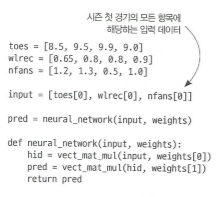 시즌 첫 경기의 모든 항목에
해당하는 입력 데이터
toes = [8.5, 9.5, 9.9, 9.0]
wlrec = [0.65, 0.8, 0.8, 0.9]
nfans = [1.2, 1.3, 0.5, 1.0]
input = [toes[0], wlrec[0], nfans[0]]
pred = neural_network(input, weights)
def neural_network(input, weights):
    hid = vect_mat_mul(input, weights[0])
    pred = vect_mat_mul(hid, weights[1])
    return pred